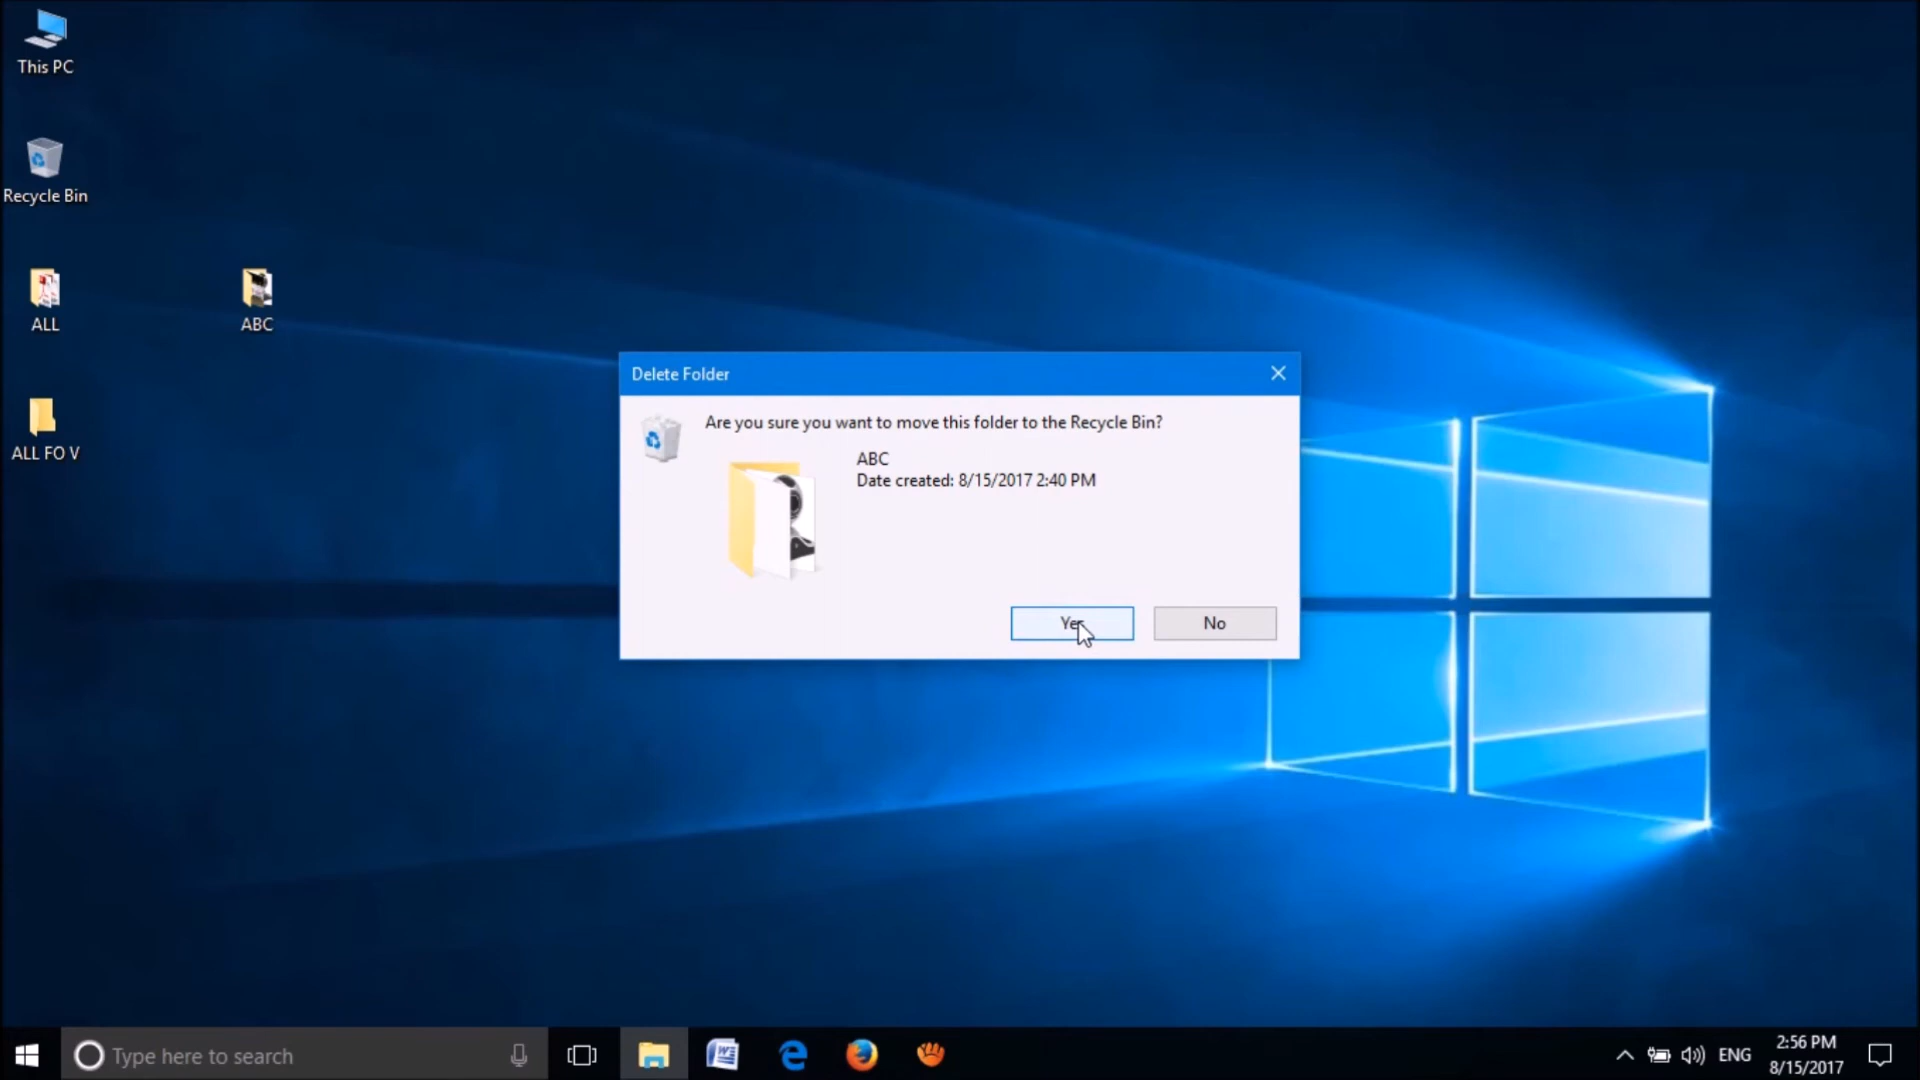 This PC
Recycle Bin
ALL
ABC
ALL FO V
Delete Folder
Are you sure you want to move this folder to the Recycle Bin?
ABC
Date created: 8/15/2017 2:40 PM
Yes
No
Type here to search
ENG
2:56 PM
8/15/2017